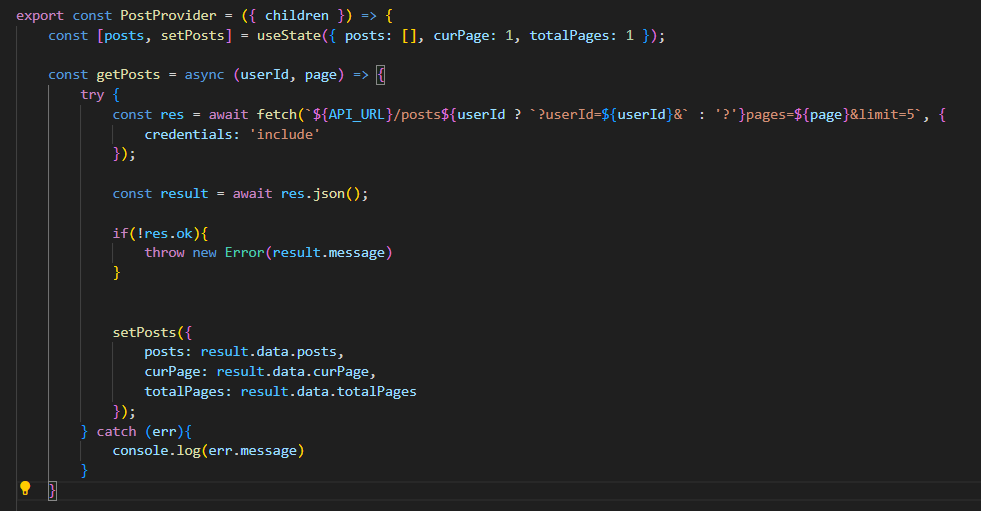 export const PostProvider = ({ children }) => {
const [posts, setPosts] = useState({ posts: [], curPage: 1, totalPages: 1 });
const getPosts = async (userId, page) => {
try {
const res = await fetch(`${API_URL}/posts${userId ? `?userId=${userId}&` : '?'}pages=${page}&limit=5`, {
credentials: 'include'
});
const result = await res.json();
if(!res.ok){
throw new Error(result.message)
}
setPosts({
posts: result.data.posts,
curPage: result.data.curPage,
totalPages: result.data.totalPages
});
} catch (err){
console.log(err.message)
}
}